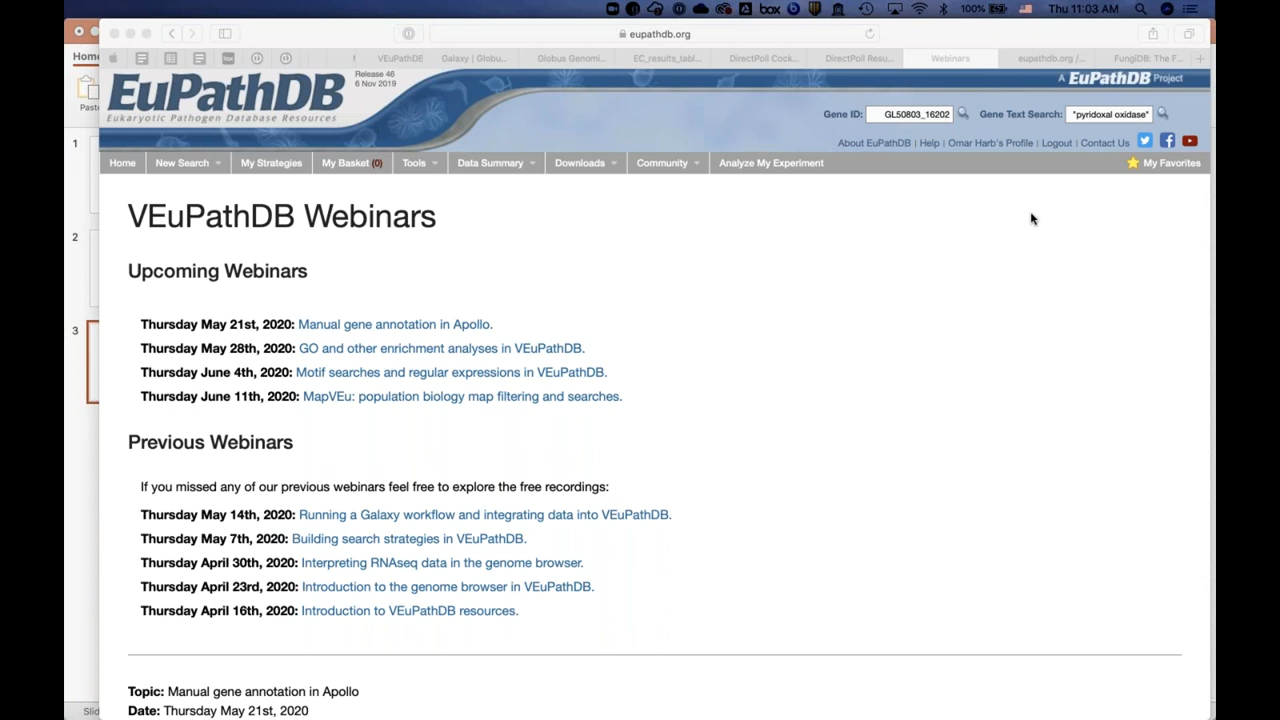 100%
Thu 11:03 AM
eupathdb.org
Home
Paste
VEuPathDB
Galaxy | Globu...
Globus Genomi...
EC_results_tabl...
DirectPoll Cock...
DirectPoll Resu...
Webinars
eupathdb.org /...
FungiDB: The F...
EuPathDB
Eukaryotic Pathogen Database Resources
Release 46
6 Nov 2019
A EuPathDB Project
Gene ID: GL50803_16202 Gene Text Search: "pyridoxal oxidase"
About EuPathDB | Help | Omar Harb's Profile | Logout | Contact Us
Home New Search My Strategies My Basket (0) Tools Data Summary Downloads Community Analyze My Experiment My Favorites
1
2
3
VEuPathDB Webinars
Upcoming Webinars
Thursday May 21st, 2020: Manual gene annotation in Apollo.
Thursday May 28th, 2020: GO and other enrichment analyses in VEuPathDB.
Thursday June 4th, 2020: Motif searches and regular expressions in VEuPathDB.
Thursday June 11th, 2020: MapVEu: population biology map filtering and searches.
Previous Webinars
If you missed any of our previous webinars feel free to explore the free recordings:
Thursday May 14th, 2020: Running a Galaxy workflow and integrating data into VEuPathDB.
Thursday May 7th, 2020: Building search strategies in VEuPathDB.
Thursday April 30th, 2020: Interpreting RNAseq data in the genome browser.
Thursday April 23rd, 2020: Introduction to the genome browser in VEuPathDB.
Thursday April 16th, 2020: Introduction to VEuPathDB resources.
Topic: Manual gene annotation in Apollo
Date: Thursday May 21st, 2020